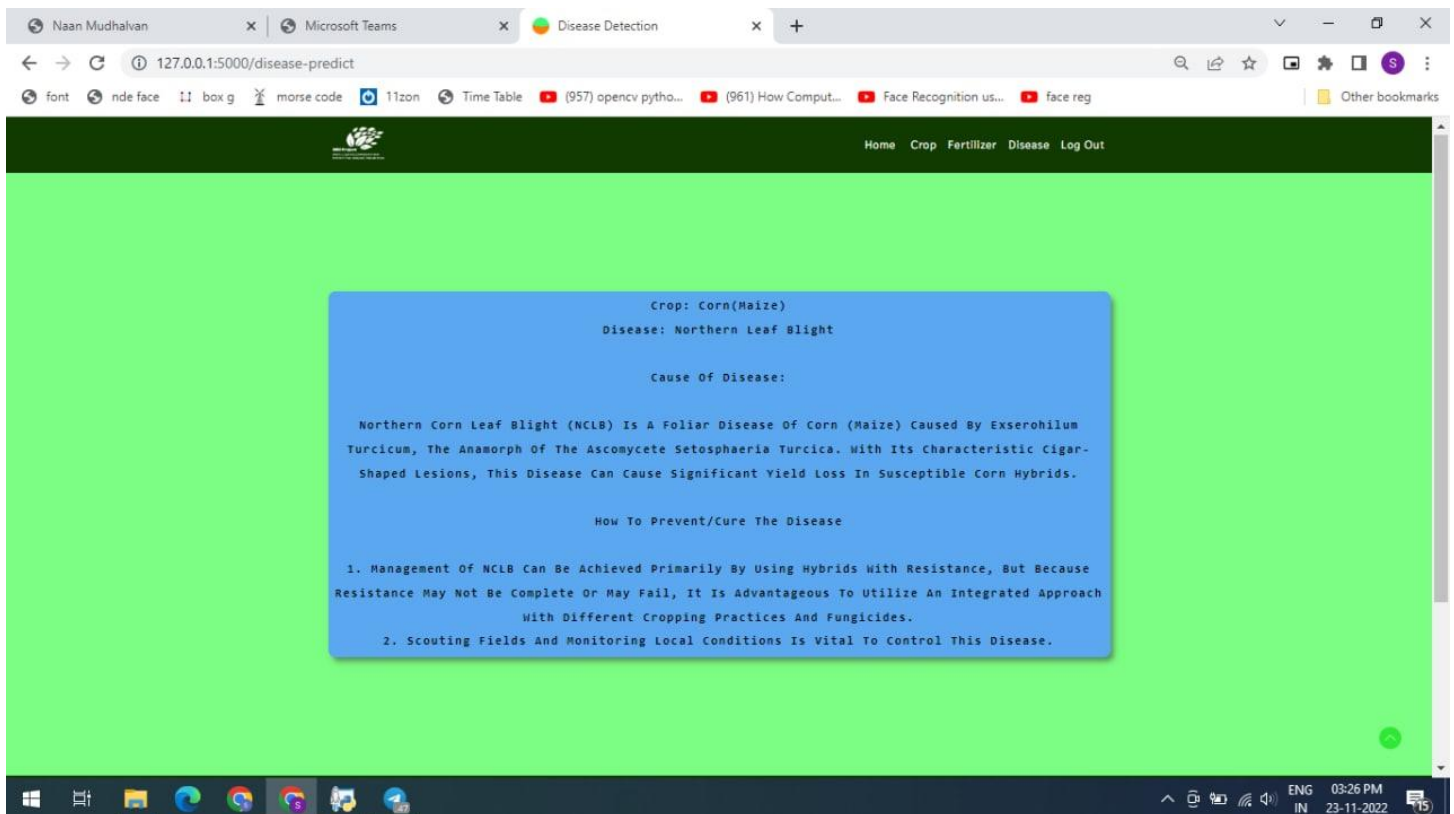 Naan Mudhalvan
Microsoft Teams
Disease Detection
127.0.0.1:5000/disease-predict
S
font
nde face
box g
morse code
11zon
Time Table
(957) opencv pytho...
(961) How Comput...
Face Recognition us...
face reg
Other bookmarks
Home Crop Fertilizer Disease Log Out
Crop: Corn(Maize)
Disease: Northern Leaf Blight
Cause Of Disease:
Northern Corn Leaf Blight (NCLB) Is A Foliar Disease Of Corn (Maize) Caused By Exserohilum
Turcicum, The Anamorph Of The Ascomycete Setosphaeria Turcica. With Its Characteristic Cigar-
Shaped Lesions, This Disease Can Cause Significant Yield Loss In Susceptible Corn Hybrids.
How To Prevent/Cure The Disease
1. Management Of NCLB Can Be Achieved Primarily By Using Hybrids With Resistance, But Because
Resistance May Not Be Complete Or May Fail, It Is Advantageous To Utilize An Integrated Approach
With Different Cropping Practices And Fungicides.
2. Scouting Fields And Monitoring Local Conditions Is Vital To Control This Disease.
ENG 03:26 PM
IN 23-11-2022
15